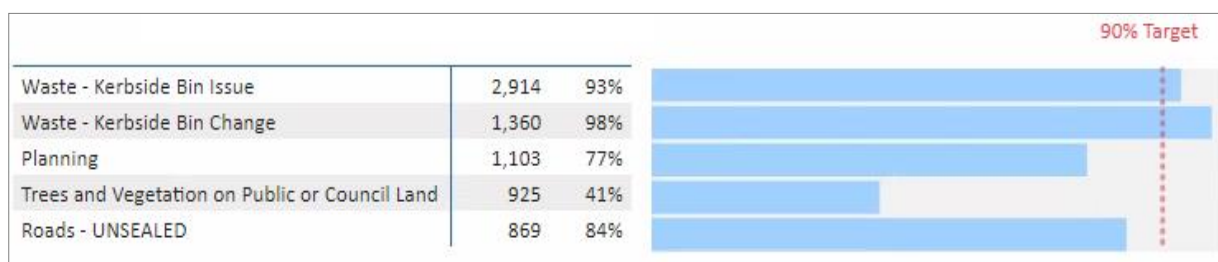 90% Target
Waste - Kerbside Bin Issue 2,914 93%
Waste - Kerbside Bin Change 1,360 98%
Planning 1,103 77%
Trees and Vegetation on Public or Council Land 925 41%
Roads - UNSEALED 869 84%